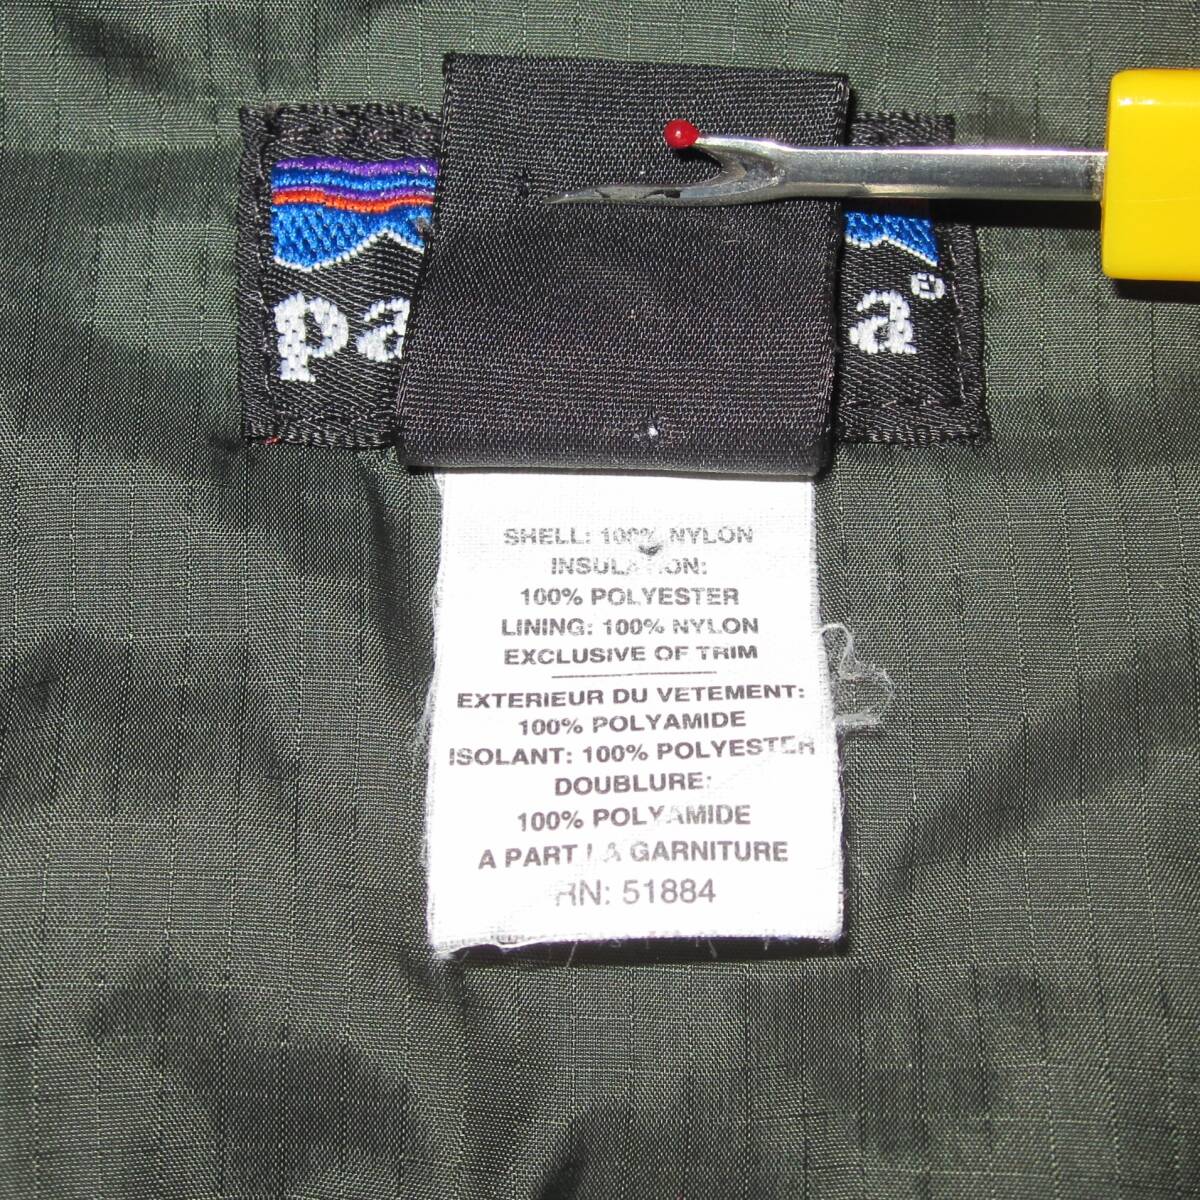 pa
a®
SHELL: 100% NYLON
INSULATION:
100% POLYESTER
LINING: 100% NYLON
EXCLUSIVE OF TRIM
EXTERIEUR DU VETEMENT:
100% POLYAMIDE
ISOLANT: 100% POLYESTER
DOUBLURE:
100% POLYAMIDE
A PART LA GARNITURE
RN: 51884